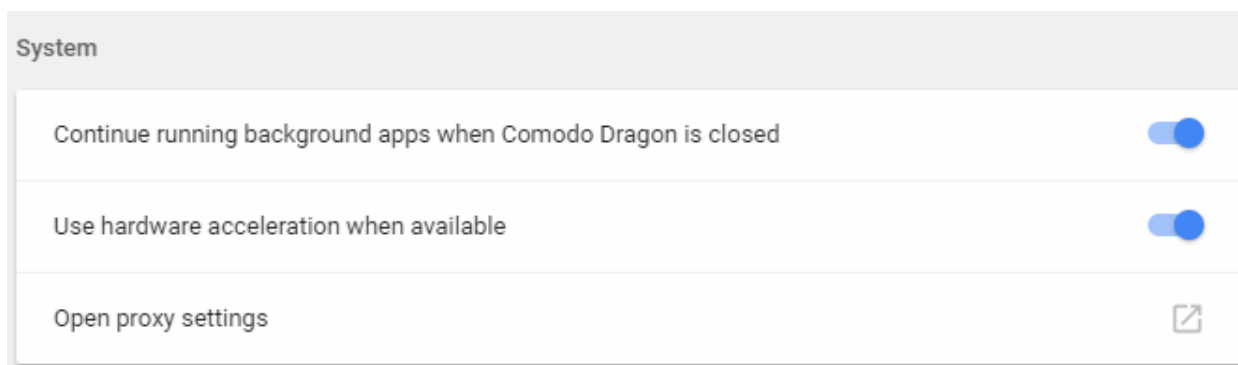 System
Continue running background apps when Comodo Dragon is closed
Use hardware acceleration when available
Open proxy settings